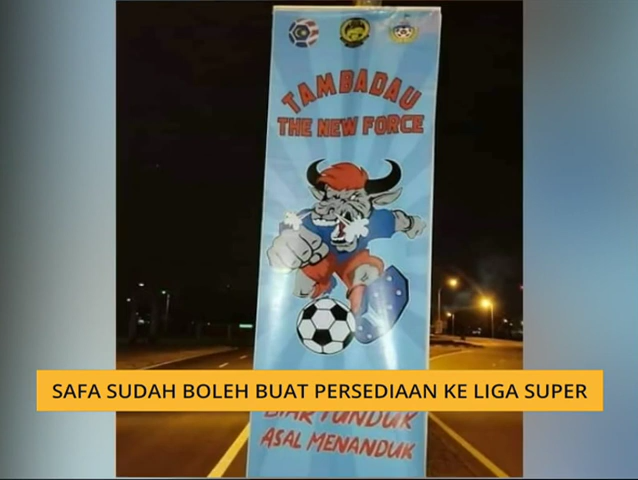 TAMBADAU
THE NEW FORCE
SAFA SUDAH BOLEH BUAT PERSEDIAAN KE LIGA SUPER
BIAR TUNDUK
ASAL MENANDUK